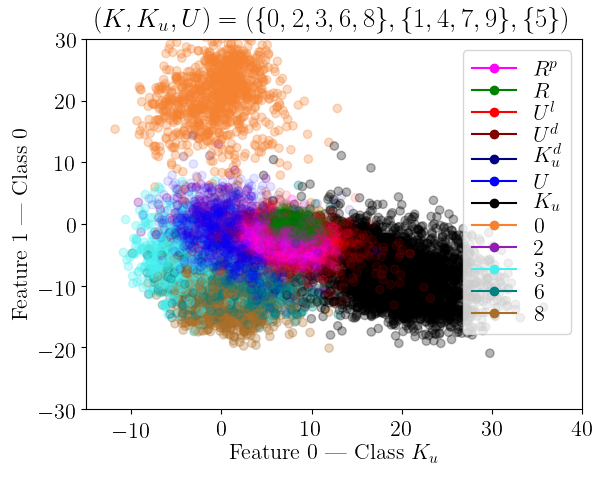 (K, K_u, U) = ({0, 2, 3, 6, 8}, {1, 4, 7, 9}, {5})
30
20
10
0
−10
−20
−30
Feature 1 — Class 0
R^p
R
U^l
U^d
K_u^d
U
K_u
0
2
3
6
8
−10
0
10
20
30
40
Feature 0 — Class K_u